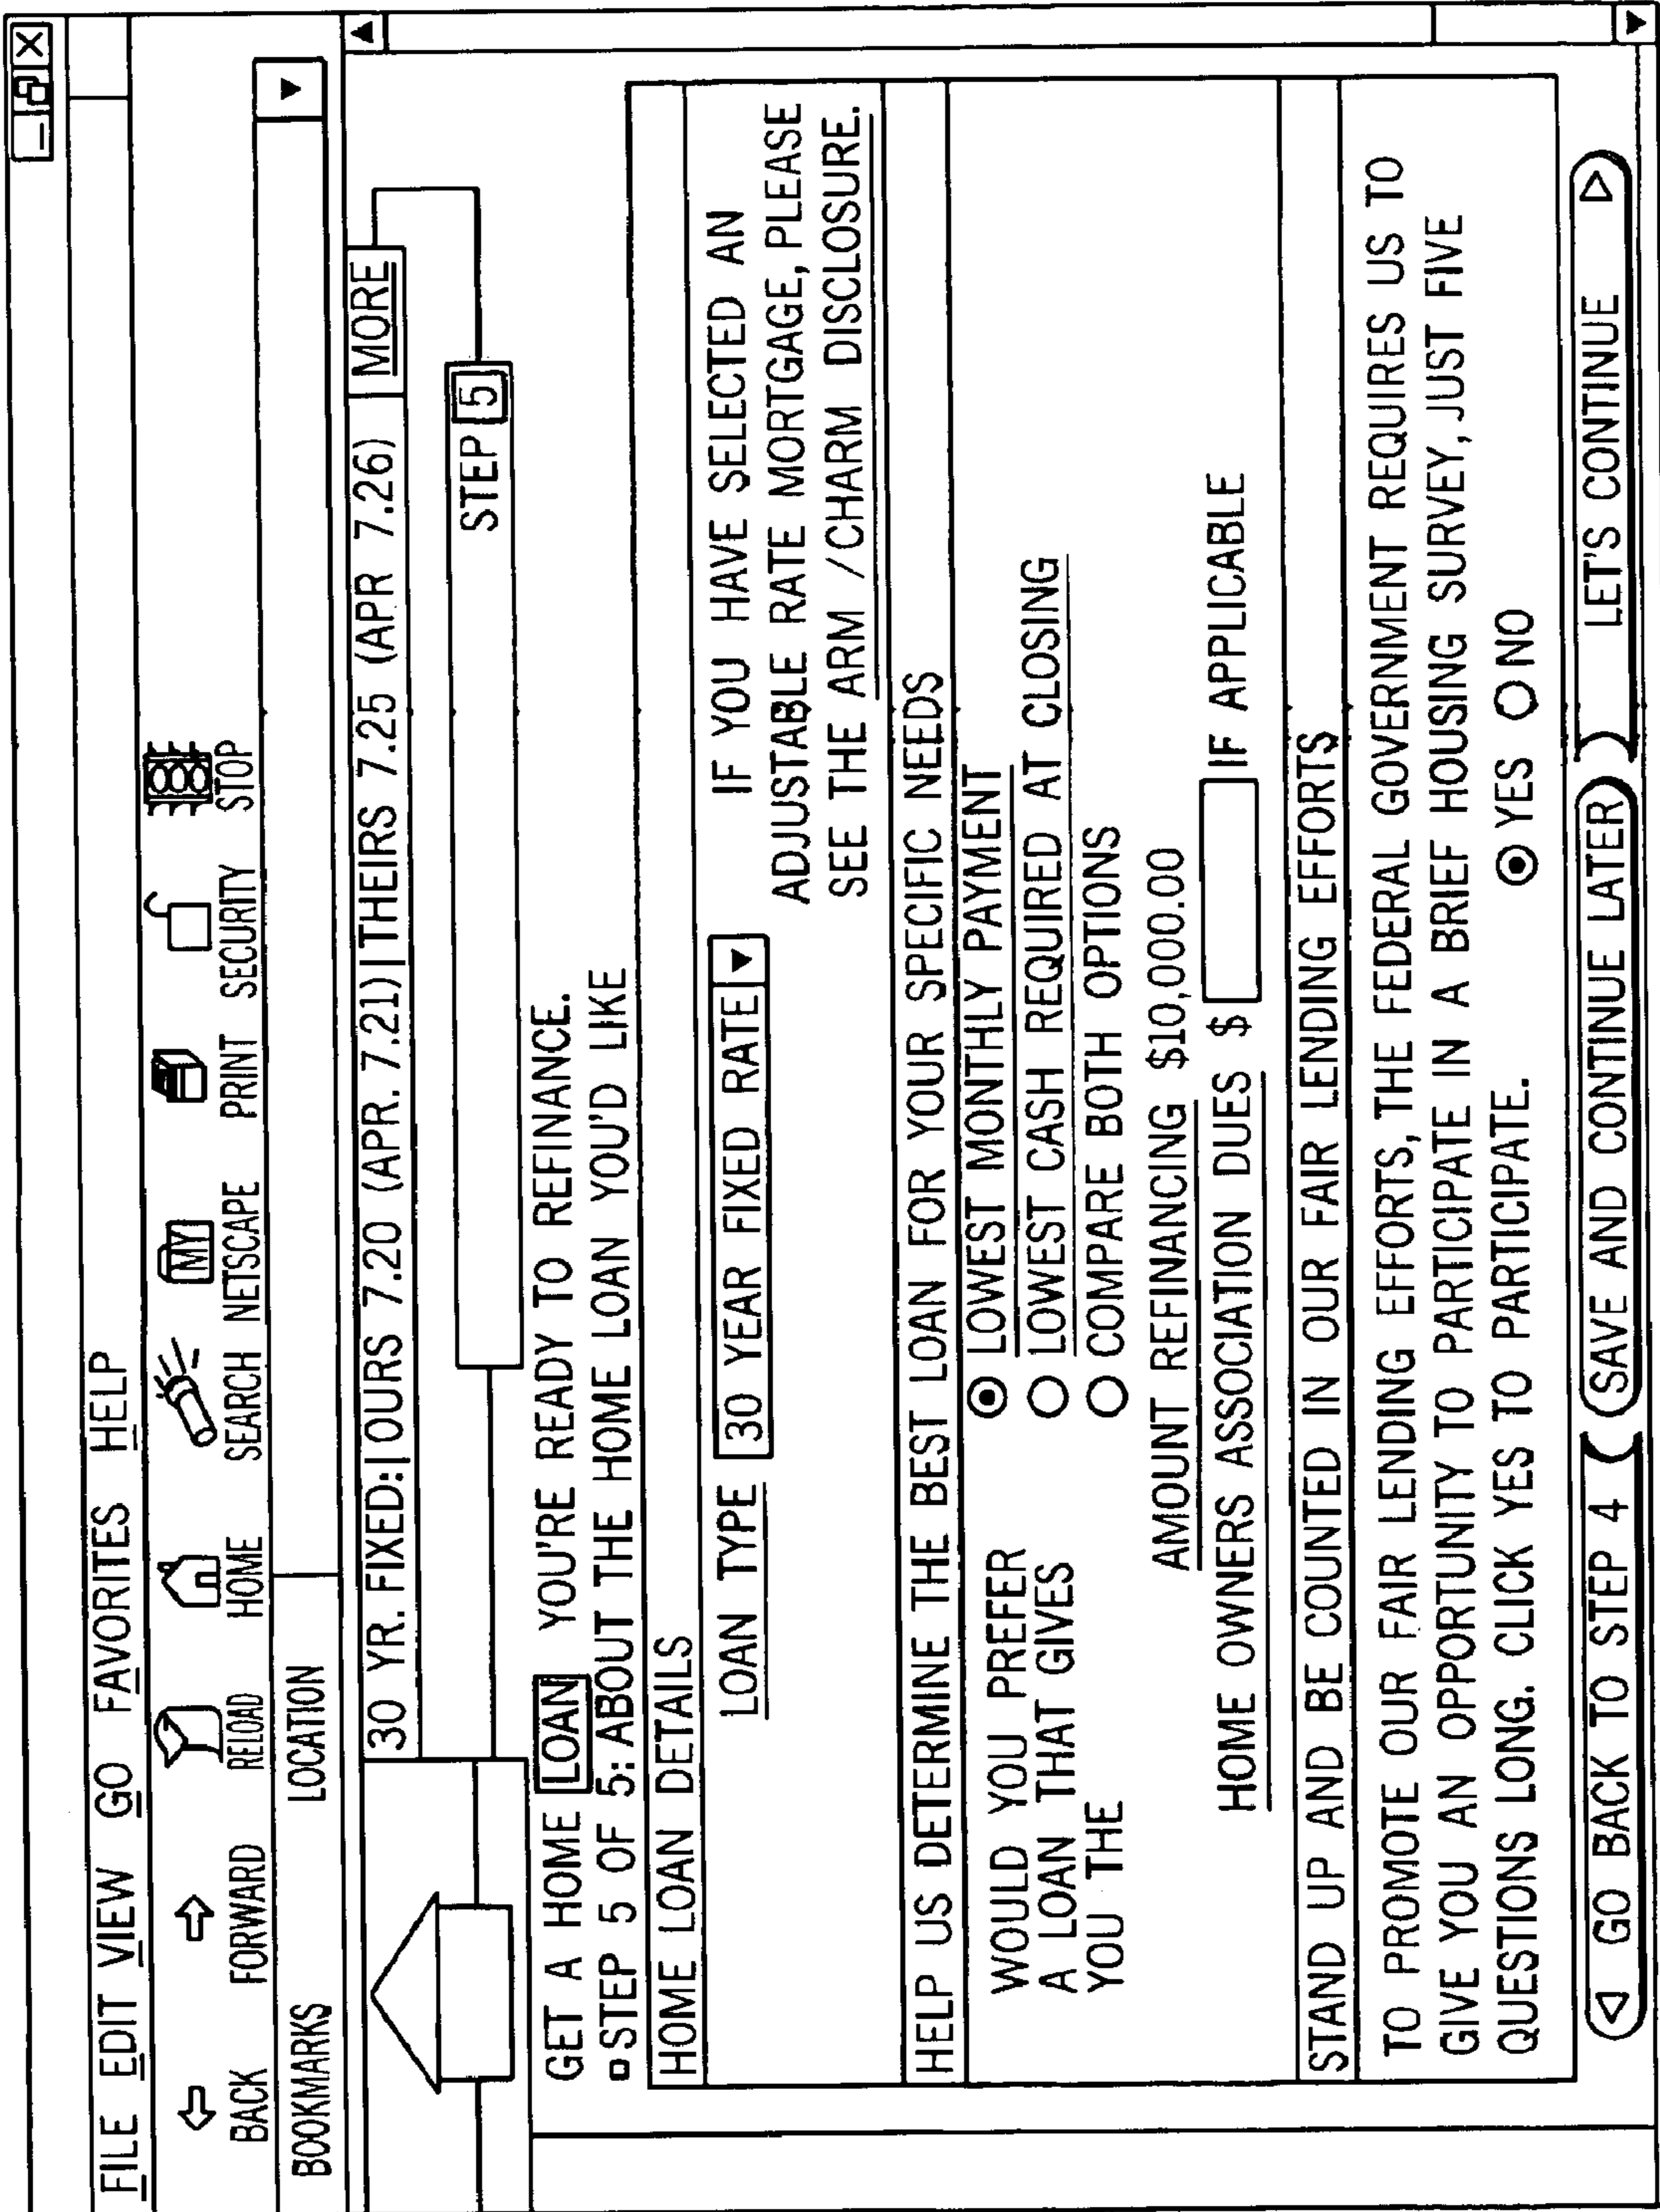 FILE EDIT VIEW GO FAVORITES HELP
BACK FORWARD RELOAD HOME SEARCH NETSCAPE PRINT SECURITY STOP
MY
BOOKMARKS LOCATION
30 YR. FIXED: | OURS 7.20 (APR. 7.21) | THEIRS 7.25 (APR 7.26) | MORE
STEP 5
GET A HOME LOAN YOU'RE READY TO REFINANCE.
STEP 5 OF 5: ABOUT THE HOME LOAN YOU'D LIKE
HOME LOAN DETAILS
LOAN TYPE 30 YEAR FIXED RATE IF YOU HAVE SELECTED AN
ADJUSTABLE RATE MORTGAGE, PLEASE
SEE THE ARM /CHARM DISCLOSURE.
HELP US DETERMINE THE BEST LOAN FOR YOUR SPECIFIC NEEDS
WOULD YOU PREFER LOWEST MONTHLY PAYMENT
A LOAN THAT GIVES LOWEST CASH REQUIRED AT CLOSING
YOU THE COMPARE BOTH OPTIONS
AMOUNT REFINANCING $10,000.00
HOME OWNERS ASSOCIATION DUES $ IF APPLICABLE
STAND UP AND BE COUNTED IN OUR FAIR LENDING EFFORTS
TO PROMOTE OUR FAIR LENDING EFFORTS, THE FEDERAL GOVERNMENT REQUIRES US TO
GIVE YOU AN OPPORTUNITY TO PARTICIPATE IN A BRIEF HOUSING SURVEY, JUST FIVE
QUESTIONS LONG. CLICK YES TO PARTICIPATE. YES NO
GO BACK TO STEP 4 SAVE AND CONTINUE LATER LET'S CONTINUE